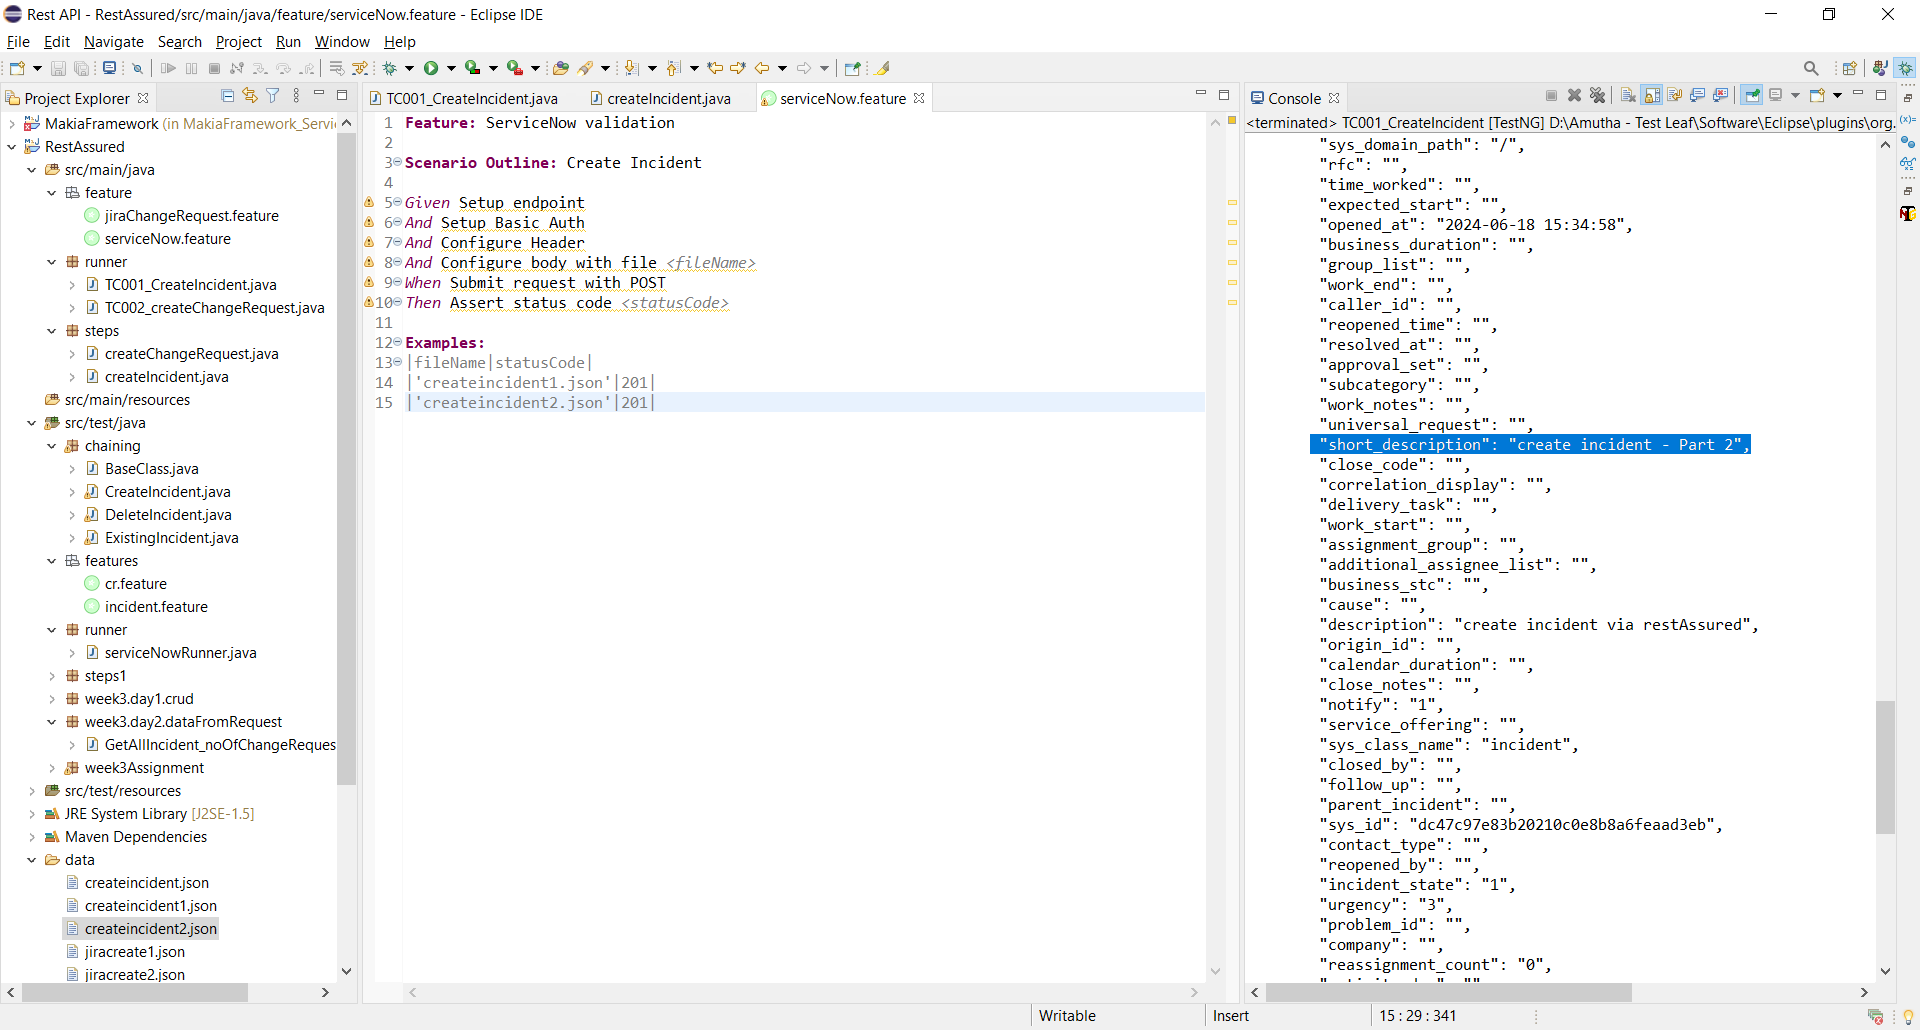 Rest API - RestAssured/src/main/java/feature/serviceNow.feature - Eclipse IDE
File Edit Navigate Search Project Run Window Help
Project Explorer
MakiaFramework (in MakiaFramework_Servi
RestAssured
src/main/java
feature
jiraChangeRequest.feature
serviceNow.feature
runner
TC001_CreateIncident.java
TC002_createChangeRequest.java
steps
createChangeRequest.java
createIncident.java
src/main/resources
src/test/java
chaining
BaseClass.java
CreateIncident.java
DeleteIncident.java
ExistingIncident.java
features
cr.feature
incident.feature
runner
serviceNowRunner.java
steps1
week3.day1.crud
week3.day2.dataFromRequest
GetAllIncident_noOfChangeReques
week3Assignment
src/test/resources
JRE System Library [J2SE-1.5]
Maven Dependencies
data
createincident.json
createincident1.json
createincident2.json
jiracreate1.json
jiracreate2.json
TC001_CreateIncident.java createIncident.java serviceNow.feature
1 Feature: ServiceNow validation
2
3 Scenario Outline: Create Incident
4
5 Given Setup endpoint
6 And Setup Basic Auth
7 And Configure Header
8 And Configure body with file <fileName>
9 When Submit request with POST
10 Then Assert status code <statusCode>
11
12 Examples:
13 |fileName|statusCode|
14 |'createincident1.json'|201|
15 |'createincident2.json'|201|
Console
<terminated> TC001_CreateIncident [TestNG] D:\Amutha - Test Leaf\Software\Eclipse\plugins\org.
"sys_domain_path": "/",
"rfc": "",
"time_worked": "",
"expected_start": "",
"opened_at": "2024-06-18 15:34:58",
"business_duration": "",
"group_list": "",
"work_end": "",
"caller_id": "",
"reopened_time": "",
"resolved_at": "",
"approval_set": "",
"subcategory": "",
"work_notes": "",
"universal_request": "",
"short_description": "create incident - Part 2",
"close_code": "",
"correlation_display": "",
"delivery_task": "",
"work_start": "",
"assignment_group": "",
"additional_assignee_list": "",
"business_stc": "",
"cause": "",
"description": "create incident via restAssured",
"origin_id": "",
"calendar_duration": "",
"close_notes": "",
"notify": "1",
"service_offering": "",
"sys_class_name": "incident",
"closed_by": "",
"follow_up": "",
"parent_incident": "",
"sys_id": "dc47c97e83b20210c0e8b8a6feaad3eb",
"contact_type": "",
"reopened_by": "",
"incident_state": "1",
"urgency": "3",
"problem_id": "",
"company": "",
"reassignment_count": "0",
Writable Insert 15 : 29 : 341